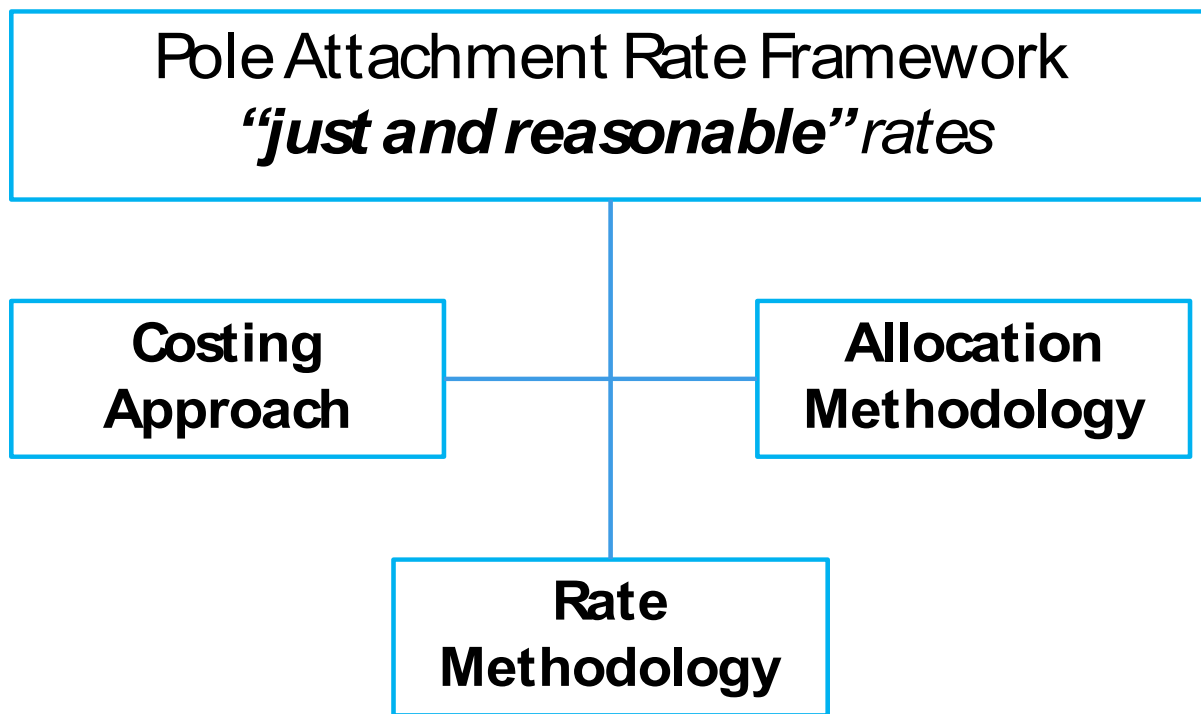 Pole Attachment Rate Framework
“just and reasonable” rates
Costing
Approach
Allocation
Methodology
Rate
Methodology